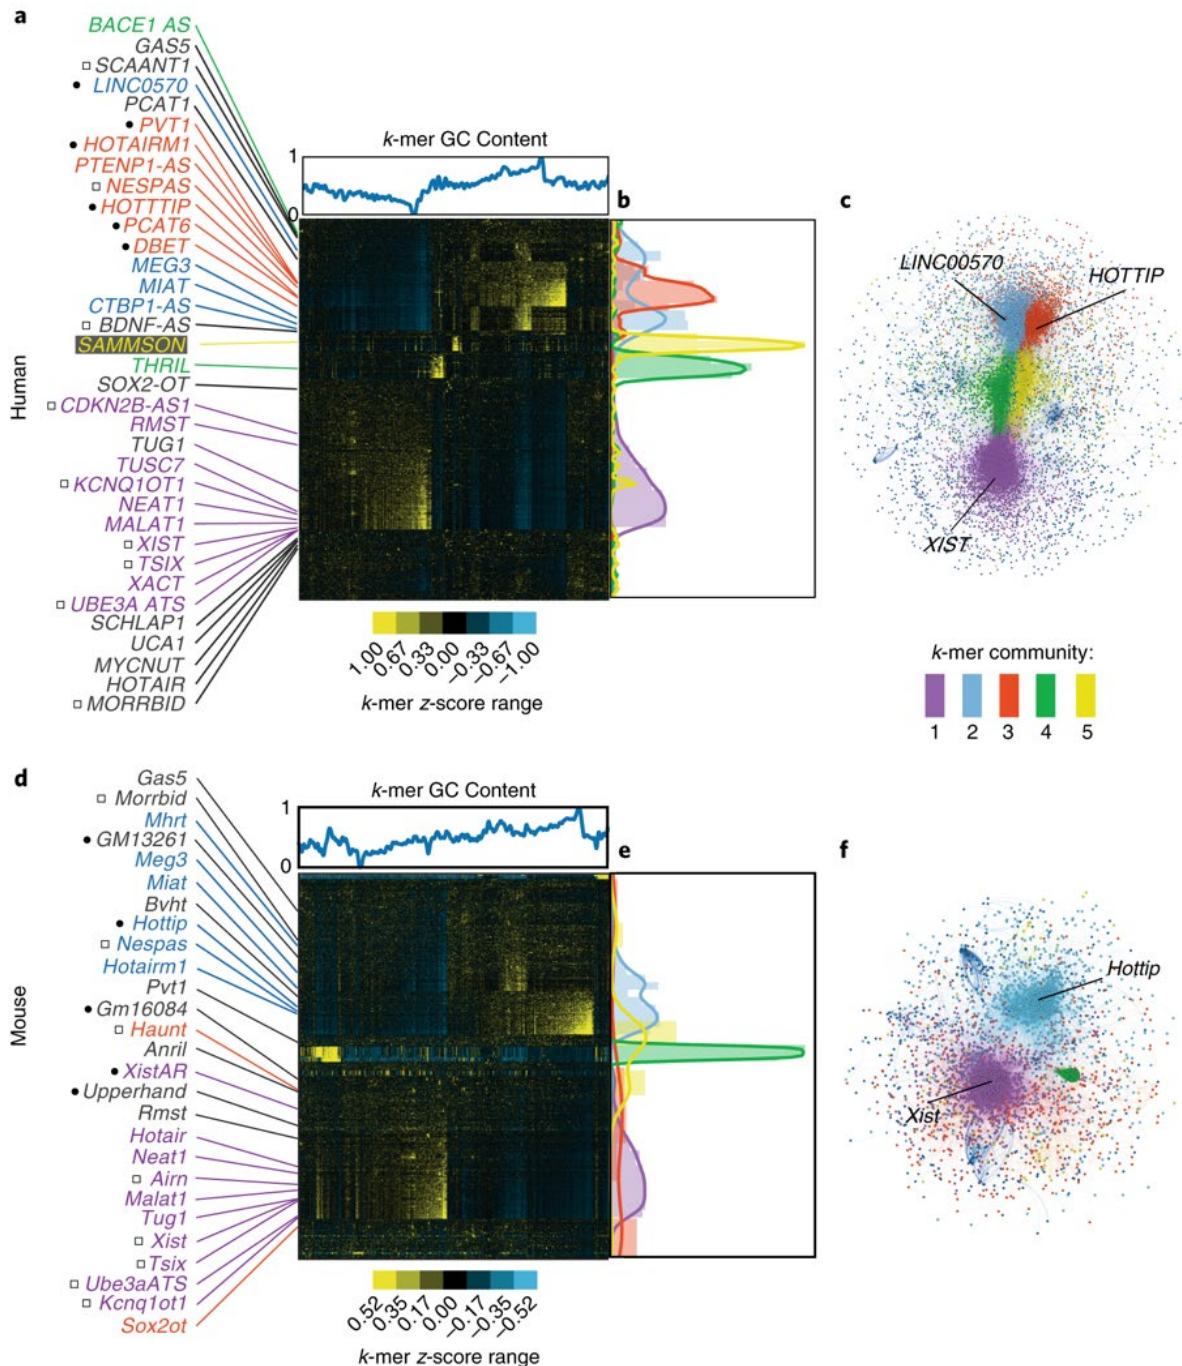 a
BACE1 AS
GAS5
□ SCAANT1
● LINC0570
PCAT1
● PVT1
● HOTAIRM1
PTENP1-AS
□ NESPAS
● HOTTTIP
● PCAT6
● DBET
MEG3
MIAT
CTBP1-AS
□ BDNF-AS
SAMMSON
THRIL
SOX2-OT
□ CDKN2B-AS1
RMST
TUG1
TUSC7
□ KCNQ1OT1
NEAT1
MALAT1
□ XIST
□ TSIX
XACT
□ UBE3A ATS
SCHLAP1
UCA1
MYCNUT
HOTAIR
□ MORRBID
Human
k-mer GC Content
1
0
1.00 0.67 0.33 0.00 −0.33 −0.67 −1.00
k-mer z-score range
b
c
LINC00570
HOTTIP
XIST
k-mer community:
1 2 3 4 5
d
Gas5
□ Morrbid
Mhrt
● GM13261
Meg3
Miat
Bvht
● Hottip
□ Nespas
Hotairm1
Pvt1
● Gm16084
□ Haunt
Anril
● XistAR
● Upperhand
Rmst
Hotair
Neat1
□ Airn
Malat1
Tug1
□ Xist
□ Tsix
□ Ube3aATS
□ Kcnq1ot1
Sox2ot
Mouse
k-mer GC Content
1
0
0.52 0.35 0.17 0.00 −0.17 −0.35 −0.52
k-mer z-score range
e
f
Hottip
Xist